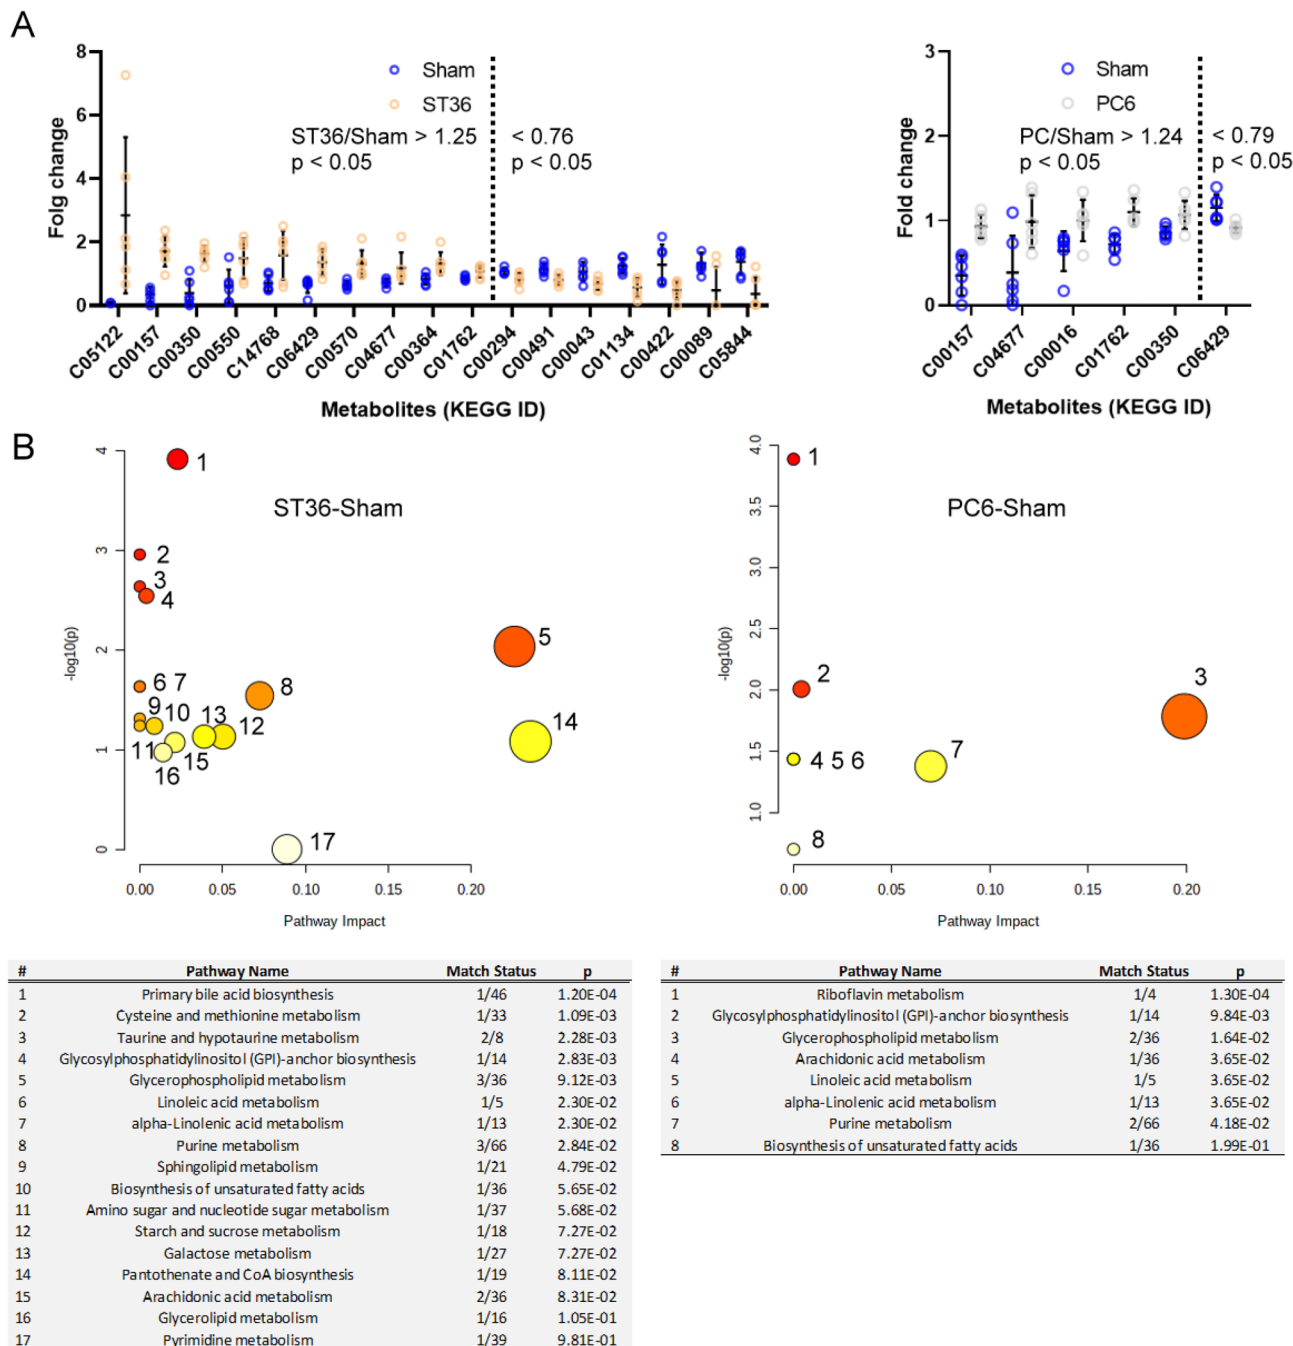 A
8
6
4
2
0
Folg change
Sham
ST36
ST36/Sham > 1.25
p < 0.05
< 0.76
p < 0.05
C05122
C00157
C00350
C00550
C14768
C06429
C00570
C04677
C00364
C01762
C00294
C00491
C00043
C01134
C00422
C00089
C05844
Metabolites (KEGG ID)
3
2
1
0
Fold change
Sham
PC6
PC/Sham > 1.24
p < 0.05
< 0.79
p < 0.05
C00157
C04677
C00016
C01762
C00350
C06429
Metabolites (KEGG ID)
B
ST36-Sham
4
3
2
1
0
-log10(p)
1
2
3
4
5
6 7
8
9
10
13
12
14
11
15
16
17
0.00 0.05 0.10 0.15 0.20
Pathway Impact
PC6-Sham
4.0
3.5
3.0
2.5
2.0
1.5
1.0
-log10(p)
1
2
3
4 5 6
7
8
0.00 0.05 0.10 0.15 0.20
Pathway Impact
# Pathway Name Match Status p
1 Primary bile acid biosynthesis 1/46 1.20E-04
2 Cysteine and methionine metabolism 1/33 1.09E-03
3 Taurine and hypotaurine metabolism 2/8 2.28E-03
4 Glycosylphosphatidylinositol (GPI)-anchor biosynthesis 1/14 2.83E-03
5 Glycerophospholipid metabolism 3/36 9.12E-03
6 Linoleic acid metabolism 1/5 2.30E-02
7 alpha-Linolenic acid metabolism 1/13 2.30E-02
8 Purine metabolism 3/66 2.84E-02
9 Sphingolipid metabolism 1/21 4.79E-02
10 Biosynthesis of unsaturated fatty acids 1/36 5.65E-02
11 Amino sugar and nucleotide sugar metabolism 1/37 5.68E-02
12 Starch and sucrose metabolism 1/18 7.27E-02
13 Galactose metabolism 1/27 7.27E-02
14 Pantothenate and CoA biosynthesis 1/19 8.11E-02
15 Arachidonic acid metabolism 2/36 8.31E-02
16 Glycerolipid metabolism 1/16 1.05E-01
17 Pyrimidine metabolism 1/39 9.81E-01
# Pathway Name Match Status p
1 Riboflavin metabolism 1/4 1.30E-04
2 Glycosylphosphatidylinositol (GPI)-anchor biosynthesis 1/14 9.84E-03
3 Glycerophospholipid metabolism 2/36 1.64E-02
4 Arachidonic acid metabolism 1/36 3.65E-02
5 Linoleic acid metabolism 1/5 3.65E-02
6 alpha-Linolenic acid metabolism 1/13 3.65E-02
7 Purine metabolism 2/66 4.18E-02
8 Biosynthesis of unsaturated fatty acids 1/36 1.99E-01